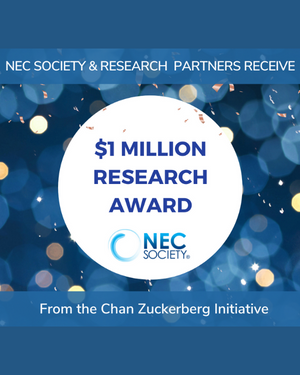 NEC SOCIETY & RESEARCH PARTNERS RECEIVE
$1 MILLION
RESEARCH
AWARD
NEC
SOCIETY®
From the Chan Zuckerberg Initiative